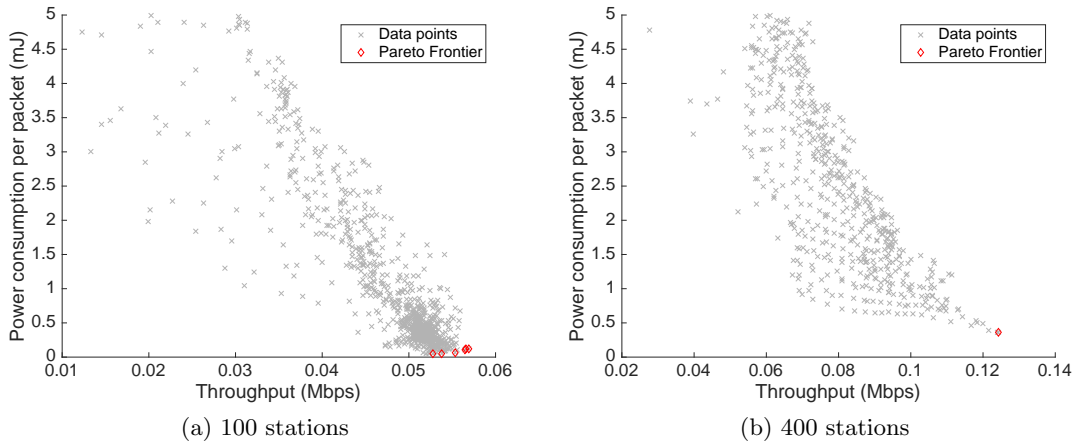 5
4.5
4
3.5
3
2.5
2
1.5
1
0.5
0
Power consumption per packet (mJ)
× Data points
◊ Pareto Frontier
0.01 0.02 0.03 0.04 0.05 0.06
Throughput (Mbps)
(a) 100 stations
5
4.5
4
3.5
3
2.5
2
1.5
1
0.5
0
Power consumption per packet (mJ)
× Data points
◊ Pareto Frontier
0.02 0.04 0.06 0.08 0.1 0.12 0.14
Throughput (Mbps)
(b) 400 stations